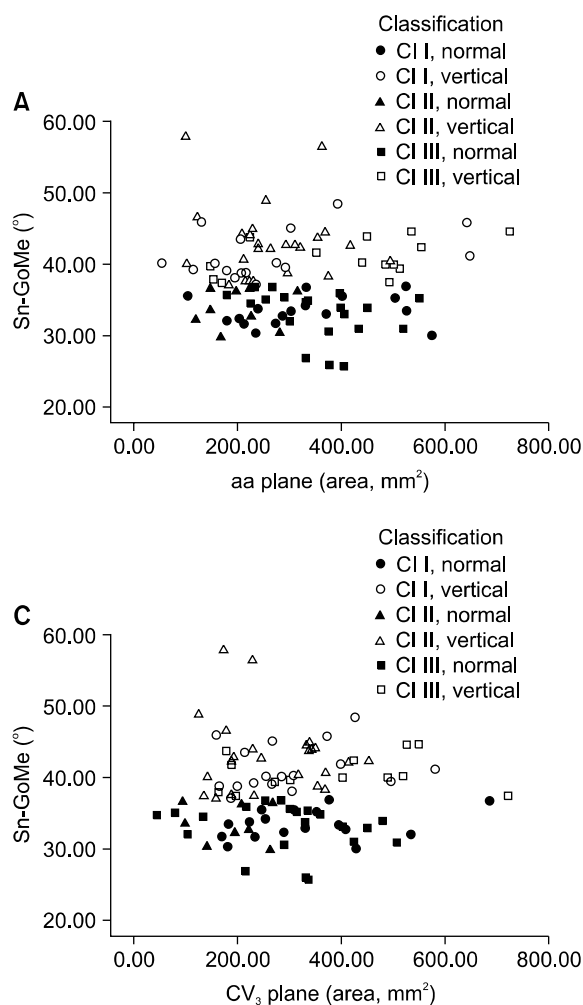 Classification
Cl I, normal
Cl I, vertical
Cl II, normal
Cl II, vertical
Cl III, normal
Cl III, vertical
A
60.00
50.00
40.00
30.00
20.00
Sn-GoMe (°)
0.00 200.00 400.00 600.00 800.00
aa plane (area, mm²)
Classification
Cl I, normal
Cl I, vertical
Cl II, normal
Cl II, vertical
Cl III, normal
Cl III, vertical
C
60.00
50.00
40.00
30.00
20.00
Sn-GoMe (°)
0.00 200.00 400.00 600.00 800.00
CV₃ plane (area, mm²)